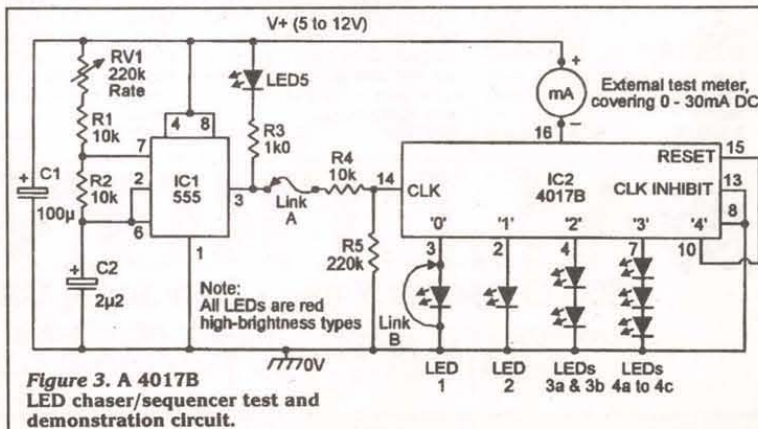 V+ (5 to 12V)
RV1
220k
Rate
LED5
+
mA
–
External test meter,
covering 0 - 30mA DC
R1
10k
4 8
R3
1k0
16
15
RESET
7
R4
10k
14
13
C1
+
100µ
R2
10k
2
IC1
555
3
CLK
IC2
4017B
CLK INHIBIT
Link
A
8
6
'0' '1' '2' '3' '4'
1
R5
220k
3 2 4 7 10
+
C2
2µ2
Note:
All LEDs are red
high-brightness types
Link
B
0V
LED
1
LED
2
LEDs
3a & 3b
LEDs
4a to 4c
Figure 3. A 4017B
LED chaser/sequencer test and
demonstration circuit.